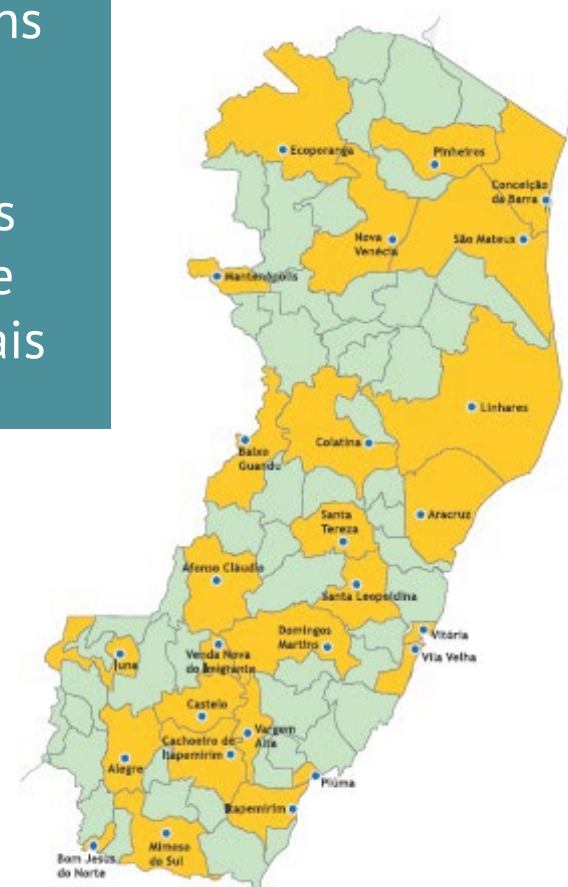 ns
s
e
ais
Ecoporanga
Pinheiros
Conceição
da Barra
Nova
Venécia
São Mateus
Mantenópolis
Linhares
Colatina
Baixo
Guandu
Aracruz
Santa
Tereza
Afonso Cláudio
Santa Leopoldina
Vitória
Domingos
Martins
Vila Velha
Venda Nova
do Imigrante
Iuna
Castelo
Vargem
Alta
Cachoeiro de
Itapemirim
Alegre
Piúma
Itapemirim
Mimoso
do Sul
Bom Jesus
do Norte